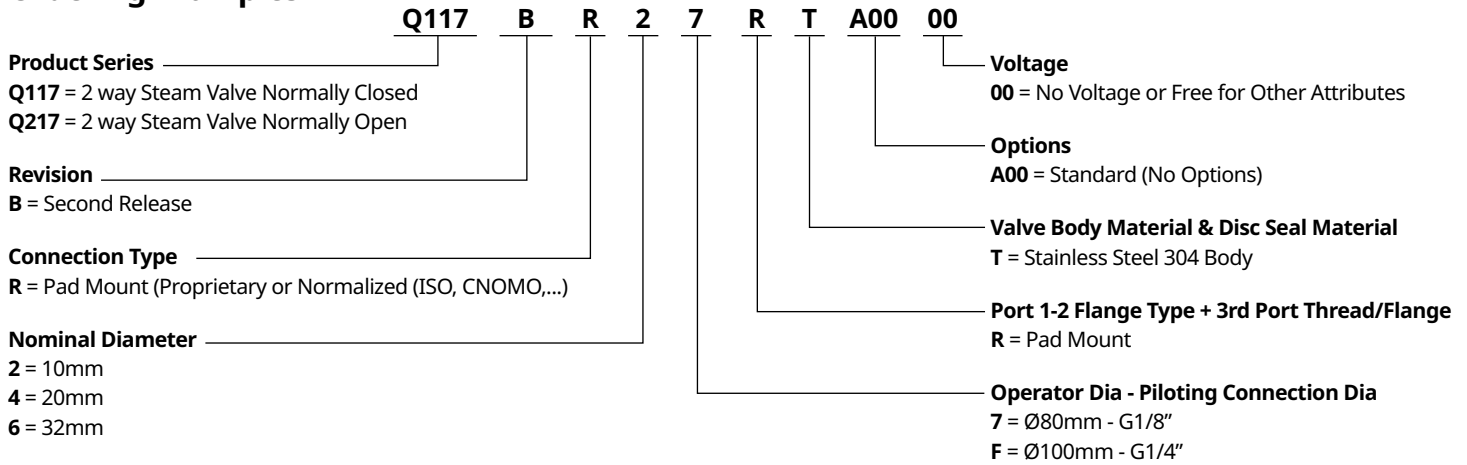 Q117 B R 2 7 R T A00 00
Product Series
Q117 = 2 way Steam Valve Normally Closed
Q217 = 2 way Steam Valve Normally Open
Revision
B = Second Release
Connection Type
R = Pad Mount (Proprietary or Normalized (ISO, CNOMO,...)
Nominal Diameter
2 = 10mm
4 = 20mm
6 = 32mm
Voltage
00 = No Voltage or Free for Other Attributes
Options
A00 = Standard (No Options)
Valve Body Material & Disc Seal Material
T = Stainless Steel 304 Body
Port 1-2 Flange Type + 3rd Port Thread/Flange
R = Pad Mount
Operator Dia - Piloting Connection Dia
7 = Ø80mm - G1/8”
F = Ø100mm - G1/4”